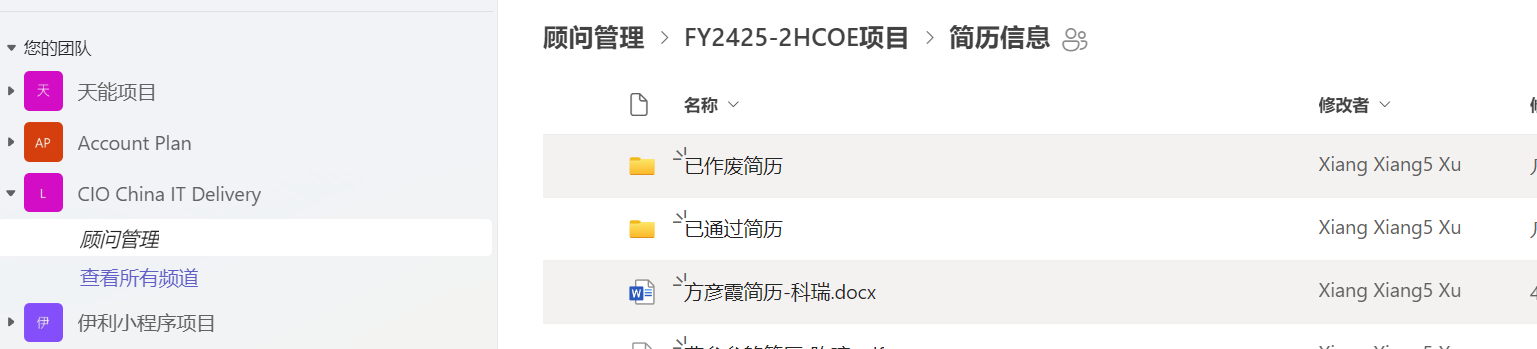 您的团队
天
天能项目
AP
Account Plan
L
CIO China IT Delivery
顾问管理
查看所有频道
伊
伊利小程序项目
顾问管理 > FY2425-2HCOE项目 > 简历信息
名称
修改者
已作废简历
Xiang Xiang5 Xu
已通过简历
Xiang Xiang5 Xu
方彦霞简历-科瑞.docx
Xiang Xiang5 Xu